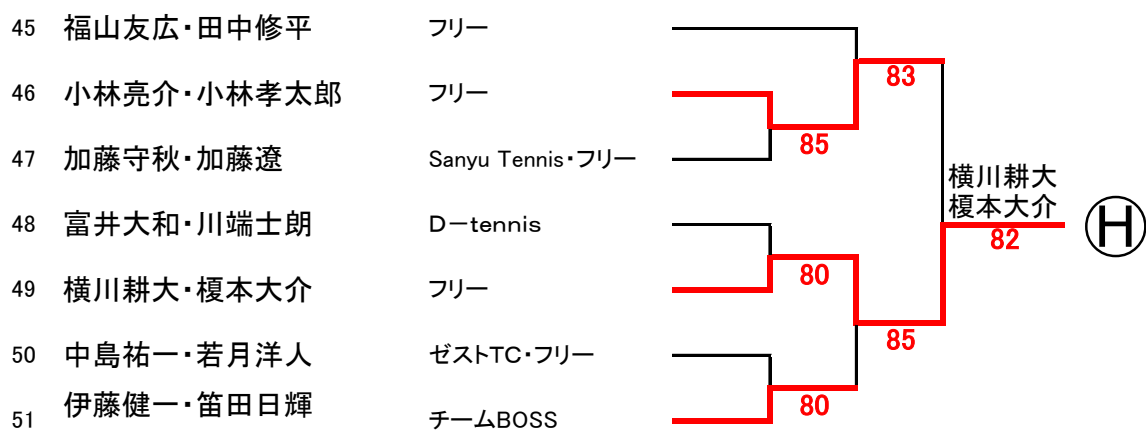 45 福山友広・田中修平 フリー
83
46 小林亮介・小林孝太郎 フリー
85
47 加藤守秋・加藤遼 Sanyu Tennis・フリー
横川耕大
榎本大介
48 富井大和・川端士朗 D－tennis
82
H
80
49 横川耕大・榎本大介 フリー
85
50 中島祐一・若月洋人 ゼストTC・フリー
80
51 伊藤健一・笛田日輝 チームBOSS